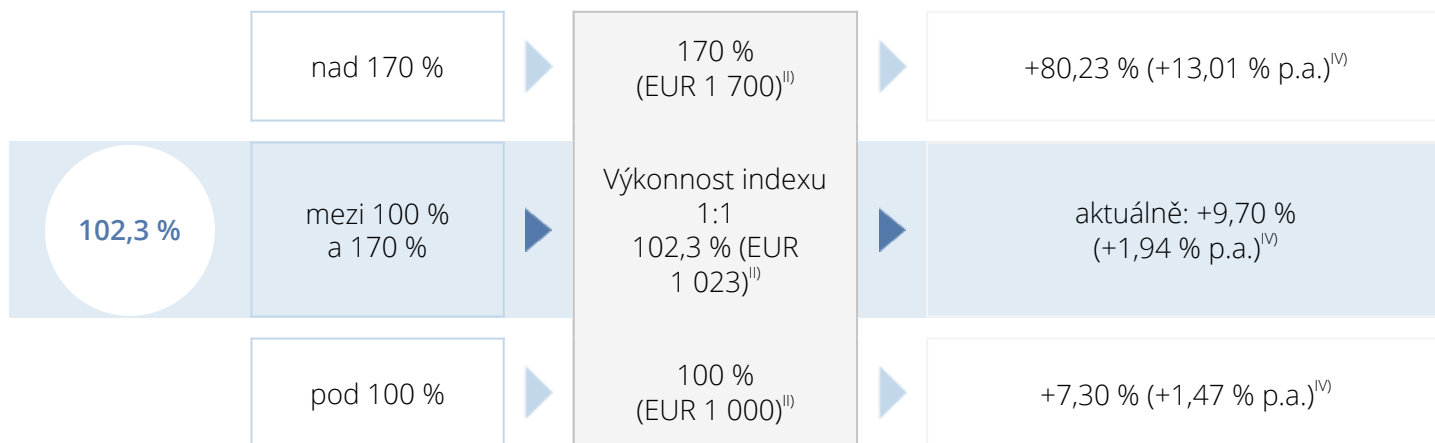 nad 170 %
170 %
(EUR 1 700)II)
+80,23 % (+13,01 % p.a.)IV)
102,3 %
mezi 100 %
a 170 %
Výkonnost indexu
1:1
102,3 % (EUR
1 023)II)
aktuálně: +9,70 %
(+1,94 % p.a.)IV)
pod 100 %
100 %
(EUR 1 000)II)
+7,30 % (+1,47 % p.a.)IV)